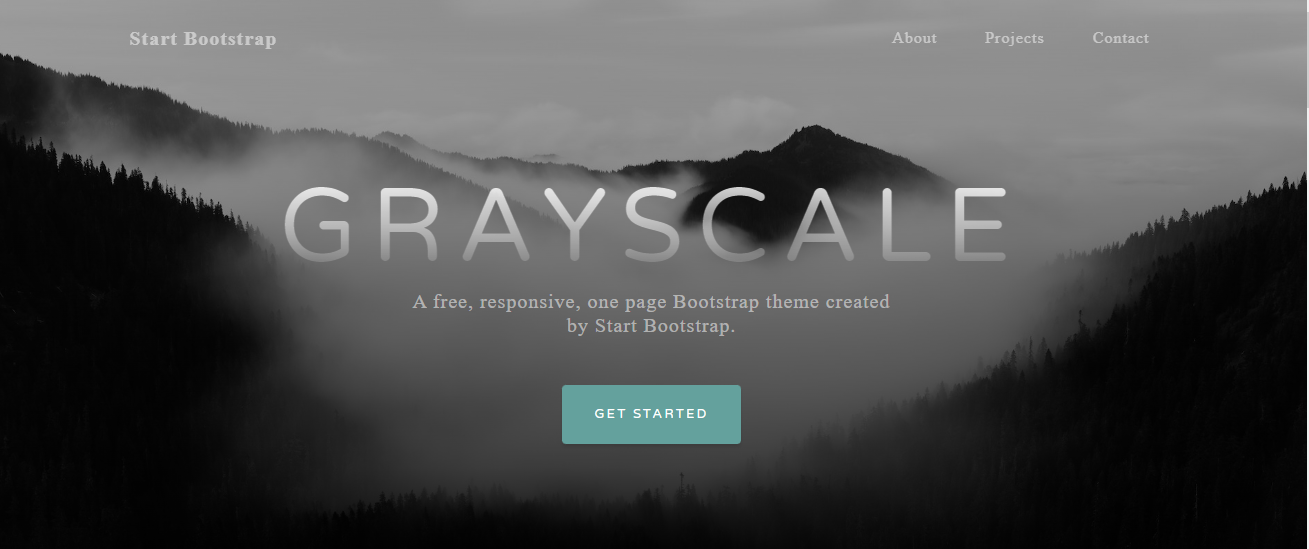 Start Bootstrap
About
Projects
Contact
GRAYSCALE
A free, responsive, one page Bootstrap theme created
by Start Bootstrap.
GET STARTED